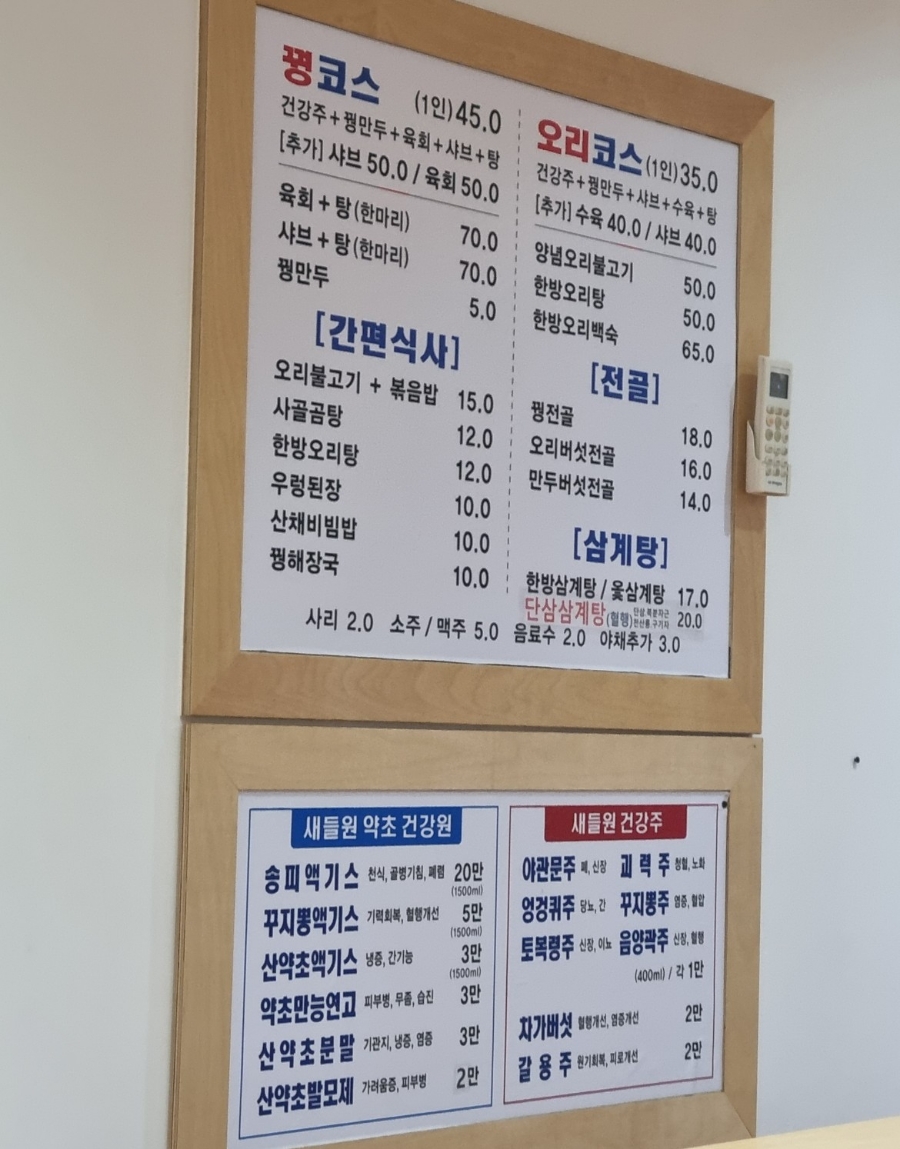 꿩코스 (1인)45.0
건강주+꿩만두+육회+샤브+탕
[추가] 샤브 50.0 / 육회 50.0
육회 + 탕(한마리) 70.0
샤브 + 탕(한마리) 70.0
꿩만두 5.0
[간편식사]
오리불고기 + 볶음밥 15.0
사골곰탕 12.0
한방오리탕 12.0
우렁된장 10.0
산채비빔밥 10.0
꿩해장국 10.0
오리코스(1인)35.0
건강주+꿩만두+샤브+수육+탕
[추가] 수육 40.0 / 샤브 40.0
양념오리불고기 50.0
한방오리탕 50.0
한방오리백숙 65.0
[전골]
꿩전골 18.0
오리버섯전골 16.0
만두버섯전골 14.0
[삼계탕]
한방삼계탕 / 옻삼계탕 17.0
단삼삼계탕(혈행) 20.0
사리 2.0 소주 / 맥주 5.0 음료수 2.0 야채추가 3.0
새들원 약초 건강원
송피액기스 천식, 골병기침, 폐렴 20만
(1500ml)
꾸지뽕액기스 기력회복, 혈행개선 5만
(1500ml)
산약초액기스 냉증, 간기능 3만
(1500ml)
약초만능연고 피부병, 무좀, 습진 3만
산약초분말 기관지, 냉증, 염증 3만
산약초발모제 가려움증, 피부병 2만
새들원 건강주
야관문주 폐, 신장 괴력주 청혈, 노화
엉겅퀴주 당뇨, 간 꾸지뽕주 염증, 혈압
토복령주 신장, 이뇨 음양곽주 신장, 혈행
(400ml) / 각 1만
차가버섯 혈행개선, 염증개선 2만
갈용주 원기회복, 피로개선 2만